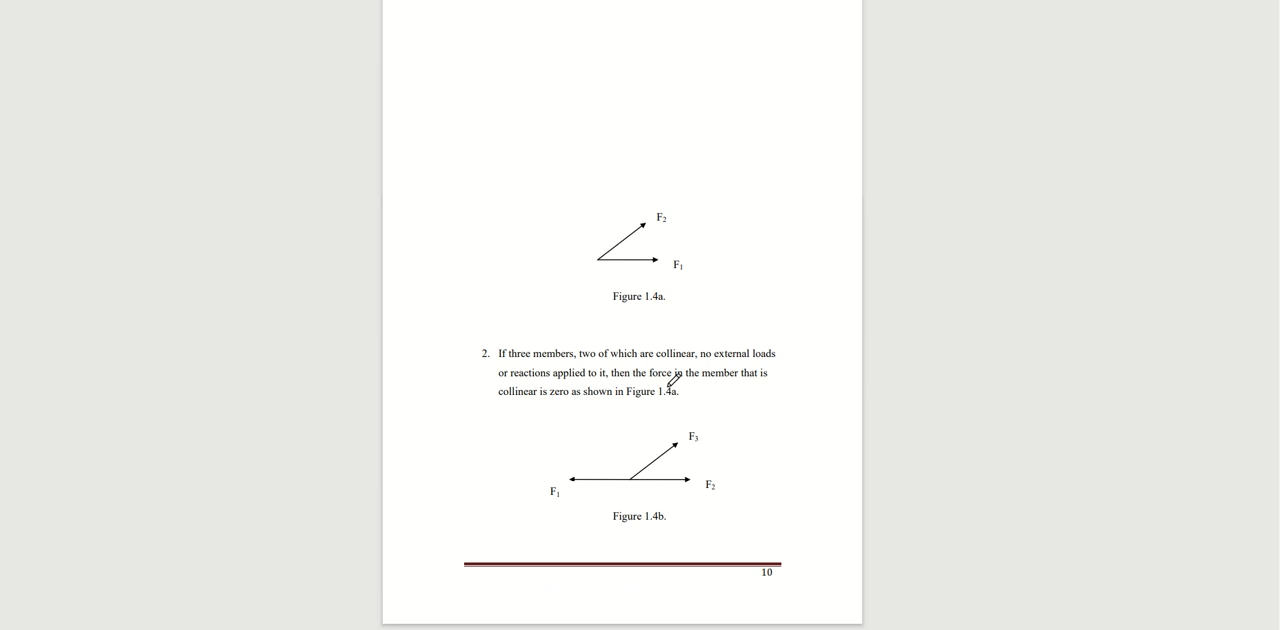 F₂
F₁
Figure 1.4a.
2. If three members, two of which are collinear, no external loads
or reactions applied to it, then the force in the member that is
collinear is zero as shown in Figure 1.4a.
F₃
F₁
F₂
Figure 1.4b.
10